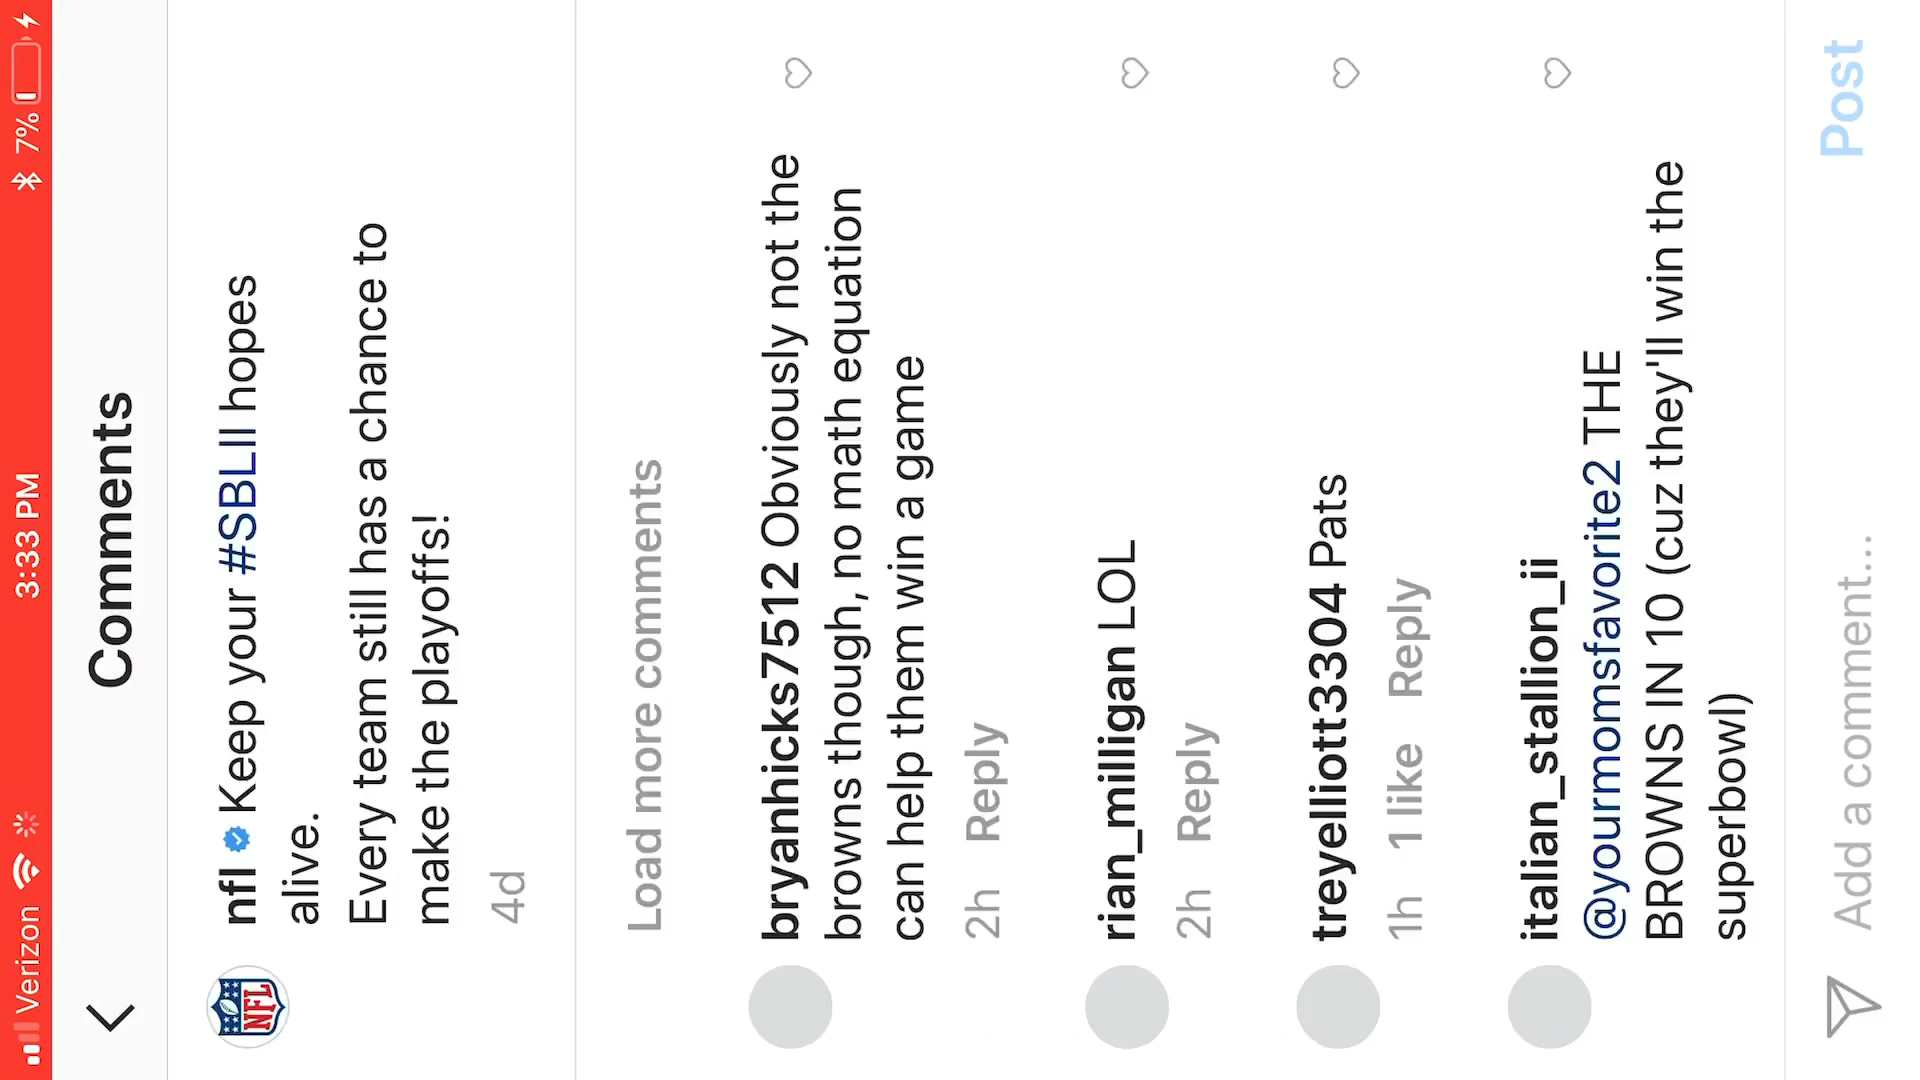 Verizon 3:33 PM 7%
Comments
nfl Keep your #SBLII hopes
alive.
Every team still has a chance to
make the playoffs!
4d
NFL
Load more comments
bryanhicks7512 Obviously not the
browns though, no math equation
can help them win a game
2h Reply
rian_milligan LOL
2h Reply
treyelliott3304 Pats
1h 1 like Reply
italian_stallion_ii
@yourmomsfavorite2 THE
BROWNS IN 10 (cuz they'll win the
superbowl)
Add a comment... Post